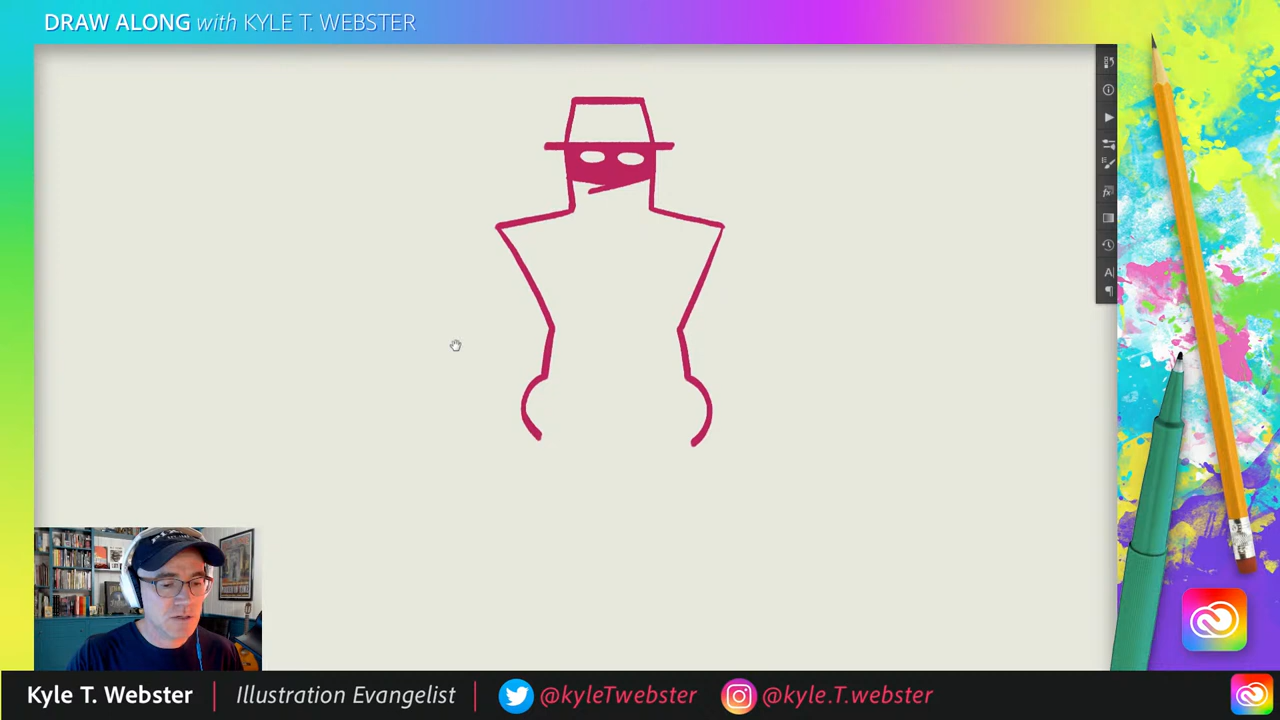 DRAW ALONG with KYLE T. WEBSTER
Kyle T. Webster | Illustration Evangelist | @kyleTwebster @kyle.T.webster